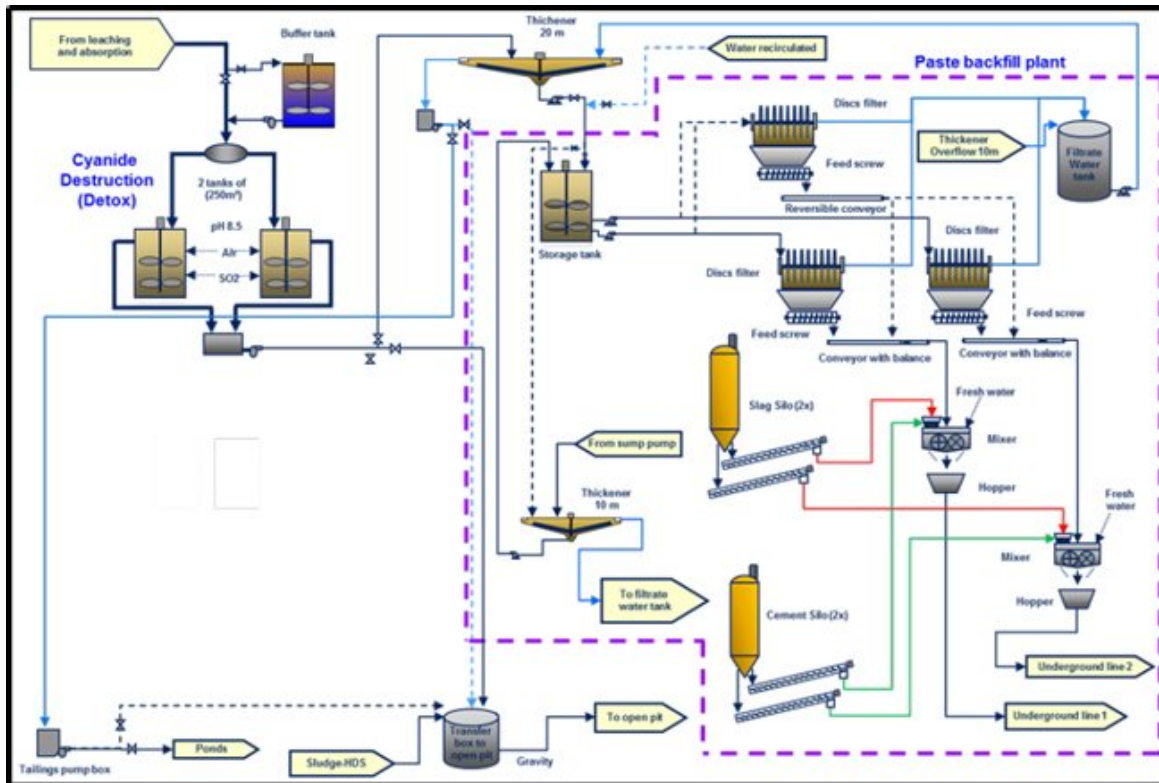 From leaching
and absorption
Buffer tank
Thichener
20 m
Water recirculated
Paste backfill plant
Discs filter
Thickener
Overflow 10m
Filtrate
Water
tank
Cyanide
Destruction
(Detox)
2 tanks of
(250m³)
pH 8.5
Air
SO2
Feed screw
Reversible conveyor
Storage tank
Discs filter
Discs filter
Feed screw
Feed screw
Conveyor with balance
Conveyor with balance
Slag Silo (2x)
Fresh water
Mixer
From sump pump
Hopper
Thickener
10 m
Fresh
water
Mixer
To filtrate
water tank
Cement Silo (2x)
Hopper
Underground line 2
To open pit
Underground line 1
Transfer
box to
open pit
Ponds
Sludge-HDS
Gravity
Tailings pump box